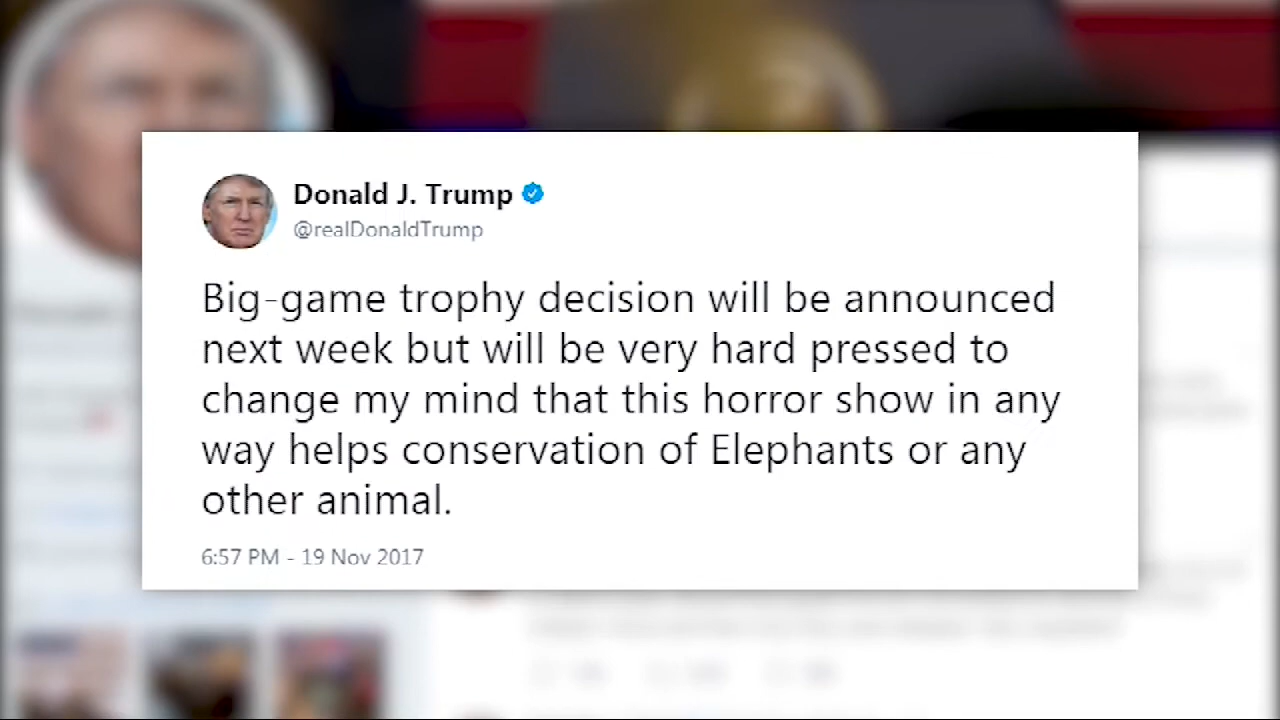 Donald J. Trump
@realDonaldTrump
Big-game trophy decision will be announced
next week but will be very hard pressed to
change my mind that this horror show in any
way helps conservation of Elephants or any
other animal.
6:57 PM - 19 Nov 2017